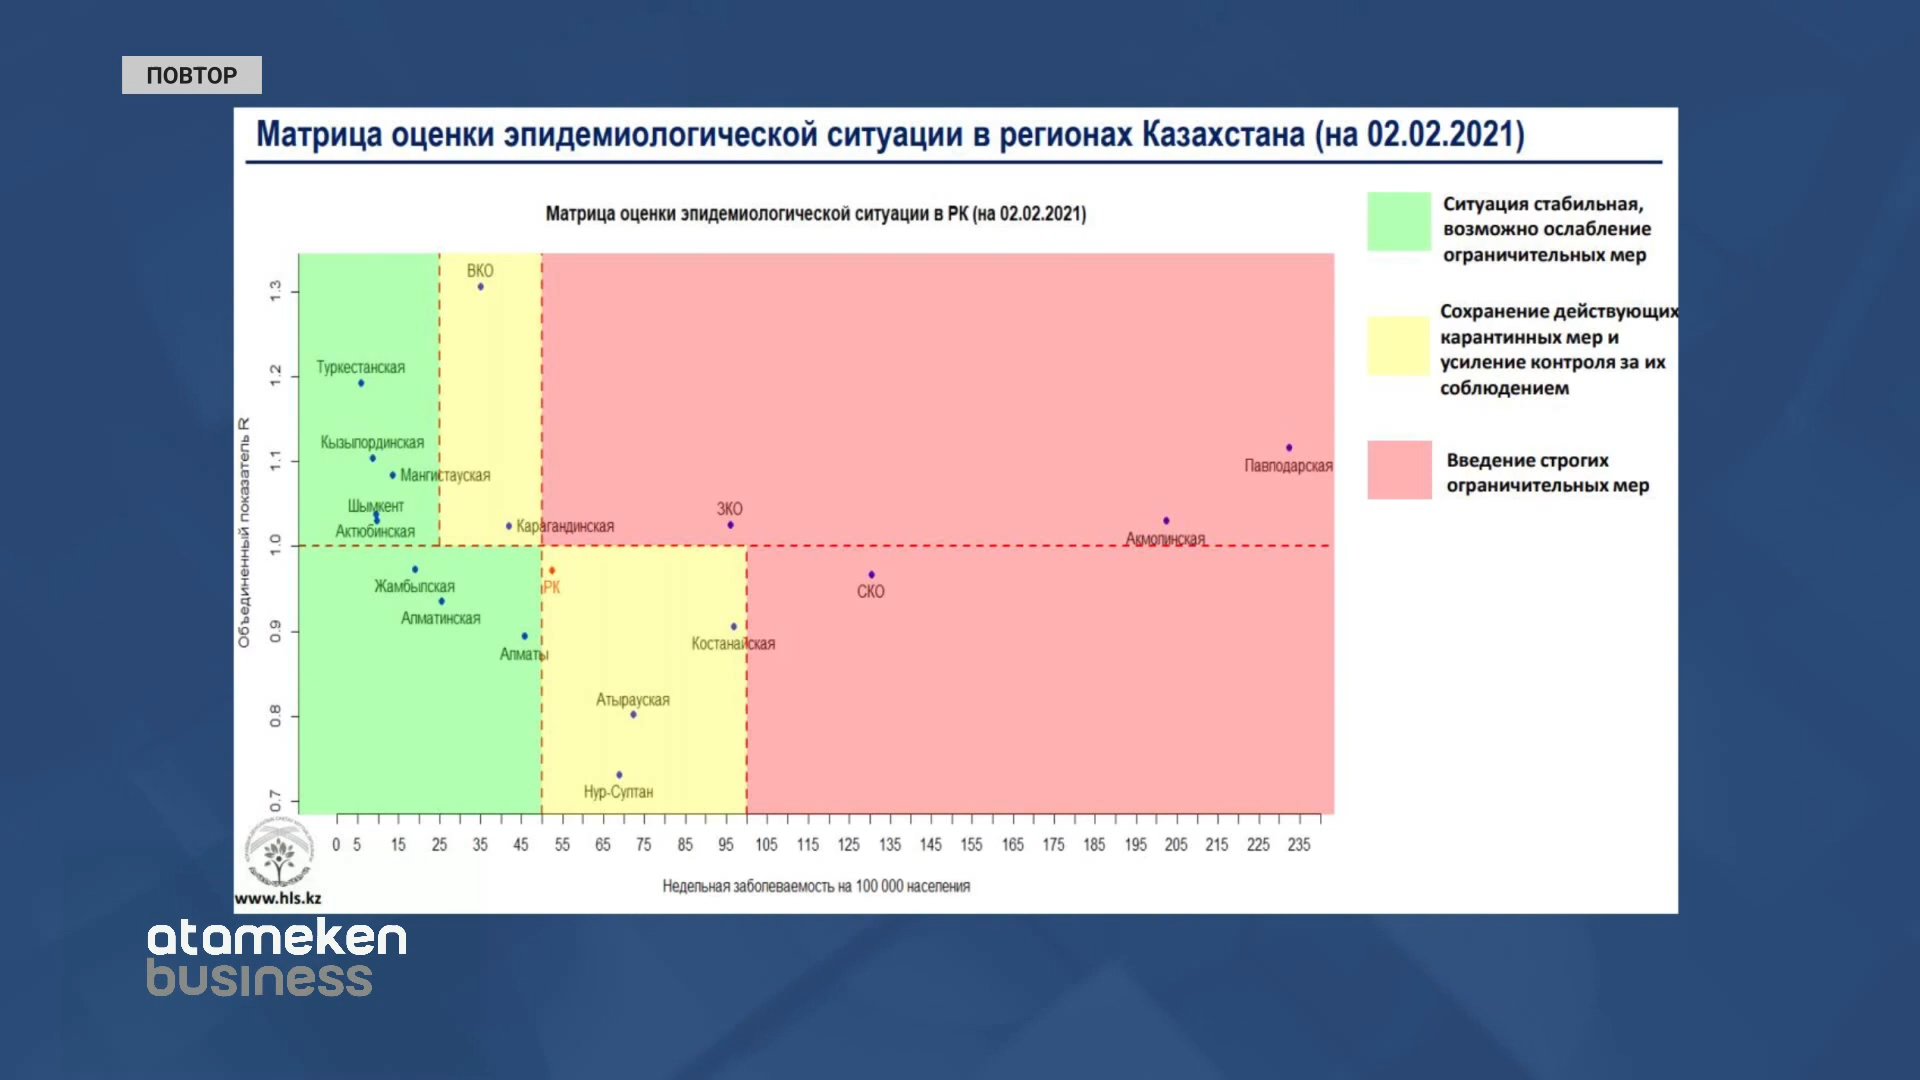 ПОВТОР
Матрица оценки эпидемиологической ситуации в регионах Казахстана (на 02.02.2021)
Матрица оценки эпидемиологической ситуации в РК (на 02.02.2021)
Ситуация стабильная,
возможно ослабление
ограничительных мер
Сохранение действующих
карантинных мер и
усиление контроля за их
соблюдением
Введение строгих
ограничительных мер
Объединенный показатель R
1.3
1.2
1.1
1.0
0.9
0.8
0.7
ВКО
Туркестанская
Кызылординская
Мангистауская
Шымкент
Актюбинская
Карагандинская
ЗКО
Павлодарская
Акмолинская
Жамбылская
РК
СКО
Алматинская
Алматы
Костанайская
Атырауская
Нур-Султан
0 5 15 25 35 45 55 65 75 85 95 105 115 125 135 145 155 165 175 185 195 205 215 225 235
Недельная заболеваемость на 100 000 населения
www.hls.kz
atameken
business